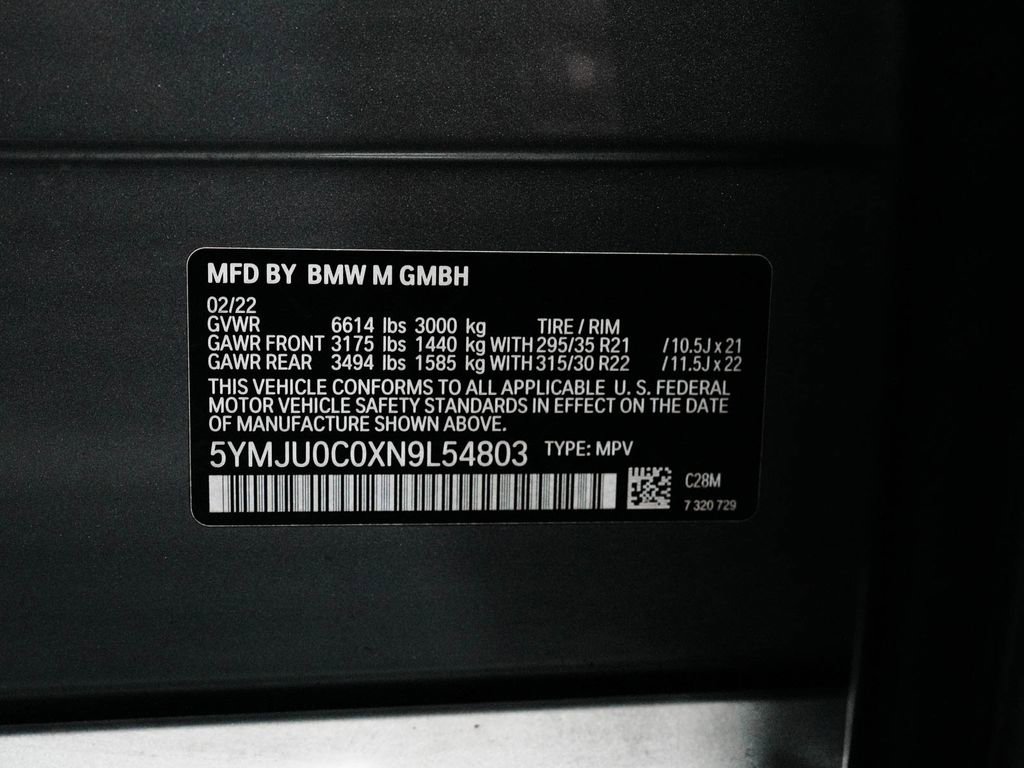 MFD BY BMW M GMBH
02/22
GVWR 6614 lbs 3000 kg TIRE / RIM
GAWR FRONT 3175 lbs 1440 kg WITH 295/35 R21 /10.5J x 21
GAWR REAR 3494 lbs 1585 kg WITH 315/30 R22 /11.5J x 22
THIS VEHICLE CONFORMS TO ALL APPLICABLE U. S. FEDERAL
MOTOR VEHICLE SAFETY STANDARDS IN EFFECT ON THE DATE
OF MANUFACTURE SHOWN ABOVE.
5YMJU0C0XN9L54803 TYPE: MPV
C28M
7 320 729